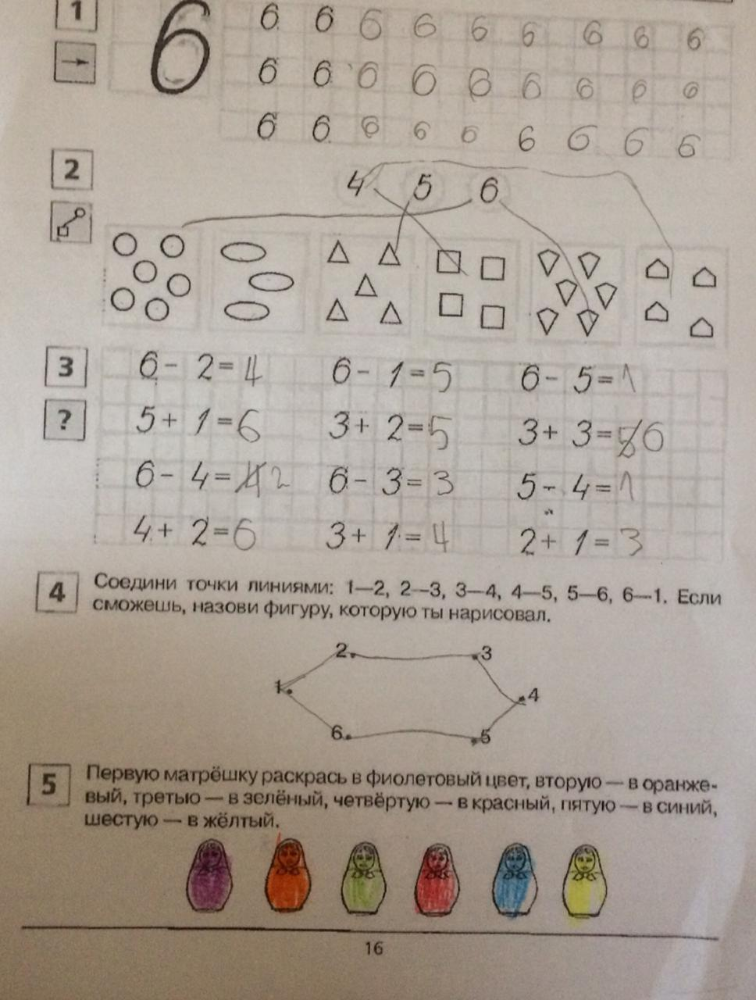 1 6 6 6 6 6 6 6 6 6 6
→ 6 6 6 6 6 6 6 6 6
6 6 6 6 6 6 6 6 6
2
4 5 6
3 6 - 2 = 4 6 - 1 = 5 6 - 5 = 1
? 5 + 1 = 6 3 + 2 = 5 3 + 3 = 6
6 - 4 = 2 6 - 3 = 3 5 - 4 = 1
4 + 2 = 6 3 + 1 = 4 2 + 1 = 3
4 Соедини точки линиями: 1—2, 2—3, 3—4, 4—5, 5—6, 6—1. Если
сможешь, назови фигуру, которую ты нарисовал.
2 3
1 4
6 5
5 Первую матрёшку раскрась в фиолетовый цвет, вторую — в оранже-
вый, третью — в зелёный, четвёртую — в красный, пятую — в синий,
шестую — в жёлтый.
16